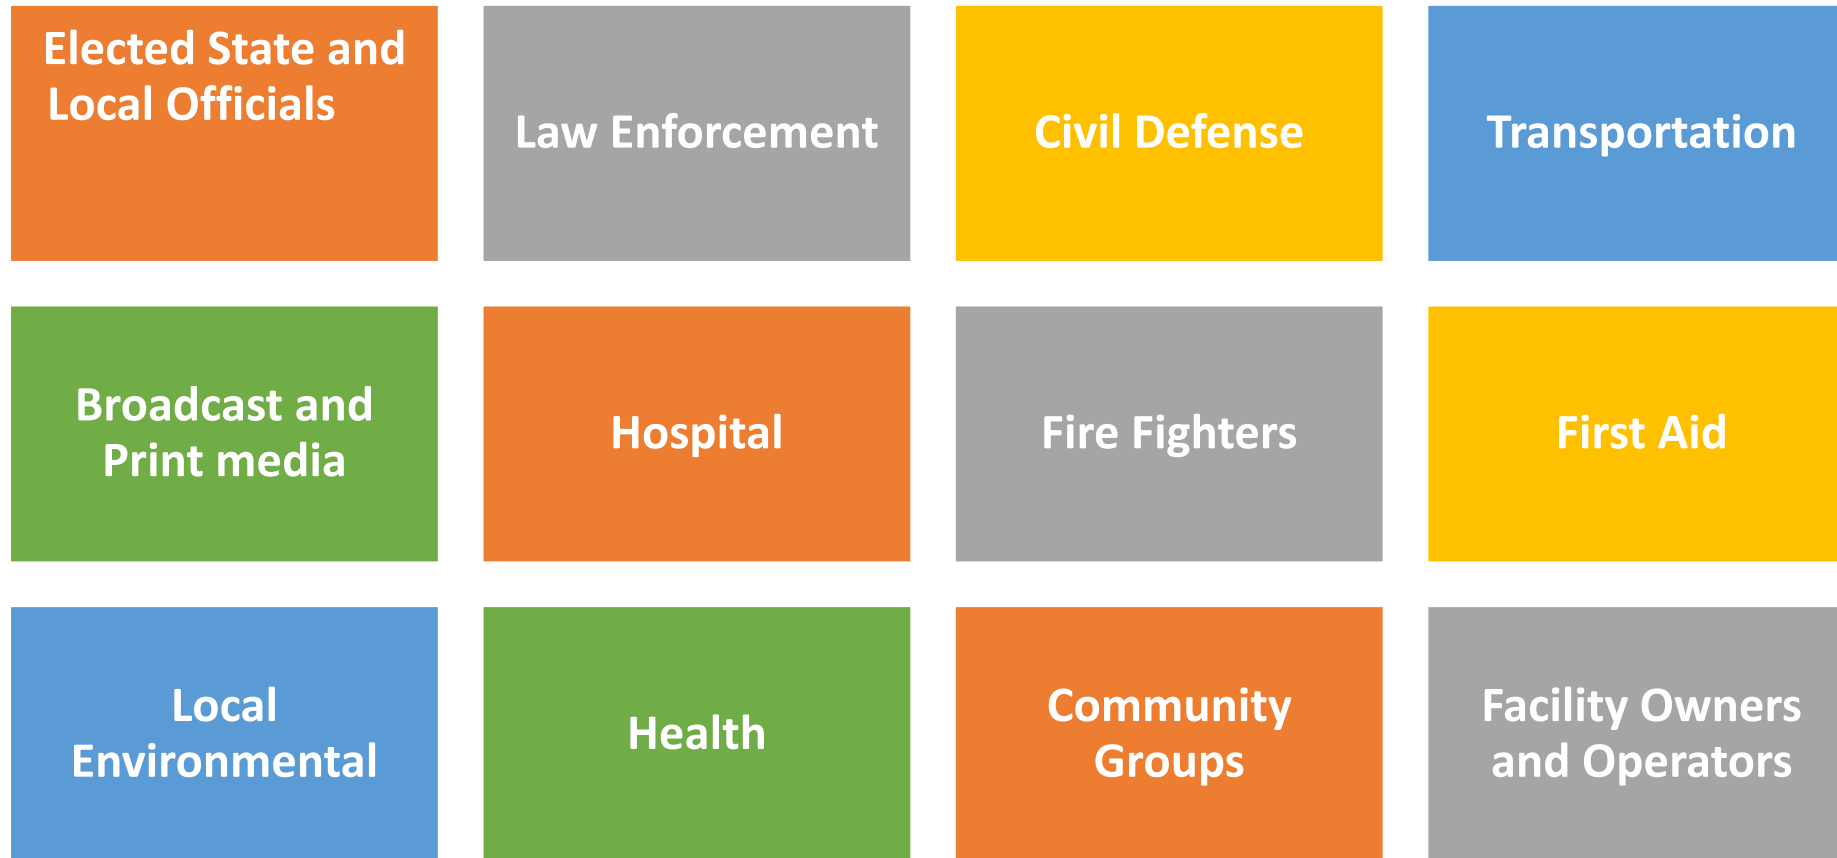 Elected State and
Local Officials
Law Enforcement
Civil Defense
Transportation
Broadcast and
Print media
Hospital
Fire Fighters
First Aid
Local
Environmental
Health
Community
Groups
Facility Owners
and Operators